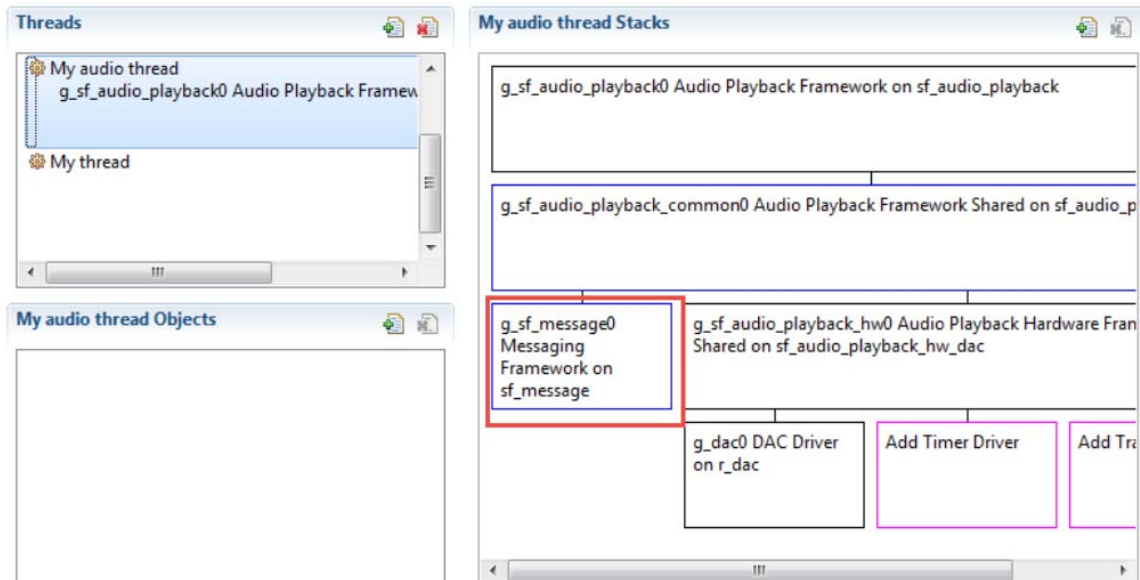 Threads
My audio thread
g_sf_audio_playback0 Audio Playback Framew
My thread
My audio thread Objects
My audio thread Stacks
g_sf_audio_playback0 Audio Playback Framework on sf_audio_playback
g_sf_audio_playback_common0 Audio Playback Framework Shared on sf_audio_p
g_sf_message0
Messaging
Framework on
sf_message
g_sf_audio_playback_hw0 Audio Playback Hardware Fran
Shared on sf_audio_playback_hw_dac
g_dac0 DAC Driver
on r_dac
Add Timer Driver
Add Tra